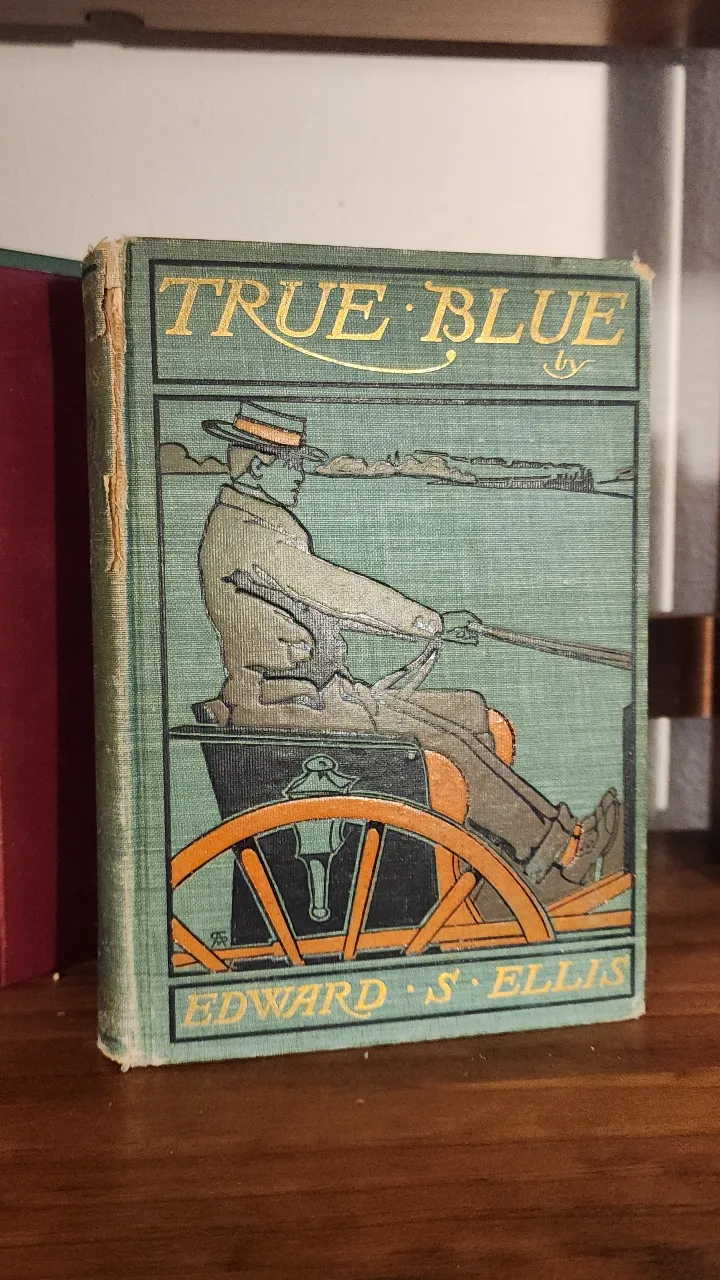 TRUE · BLUE
by
EDWARD · S · ELLIS